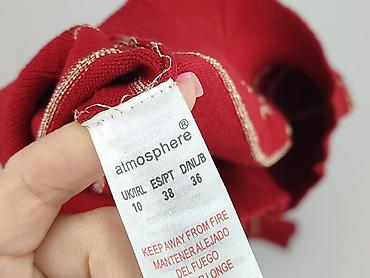 atmosphere®
UK/IRL ES/PT D/NL/B
10 38 36
KEEP AWAY FROM FIRE
MANTENER ALEJADO
DEL FUEGO